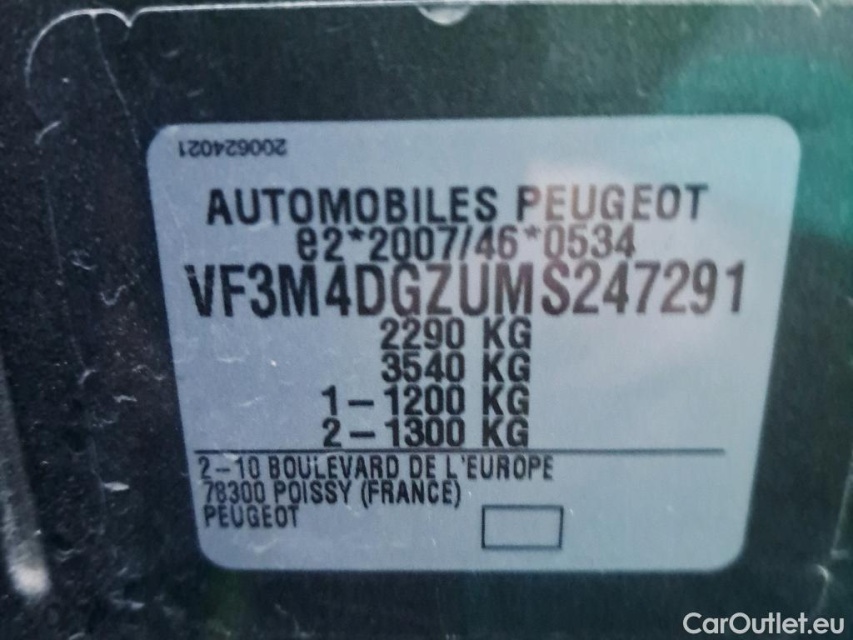 200624021
AUTOMOBILES PEUGEOT
e2*2007/46*0534
VF3M4DGZUMS247291
2290 KG
3540 KG
1-1200 KG
2-1300 KG
2-10 BOULEVARD DE L'EUROPE
78300 POISSY (FRANCE)
PEUGEOT
CarOutlet.eu